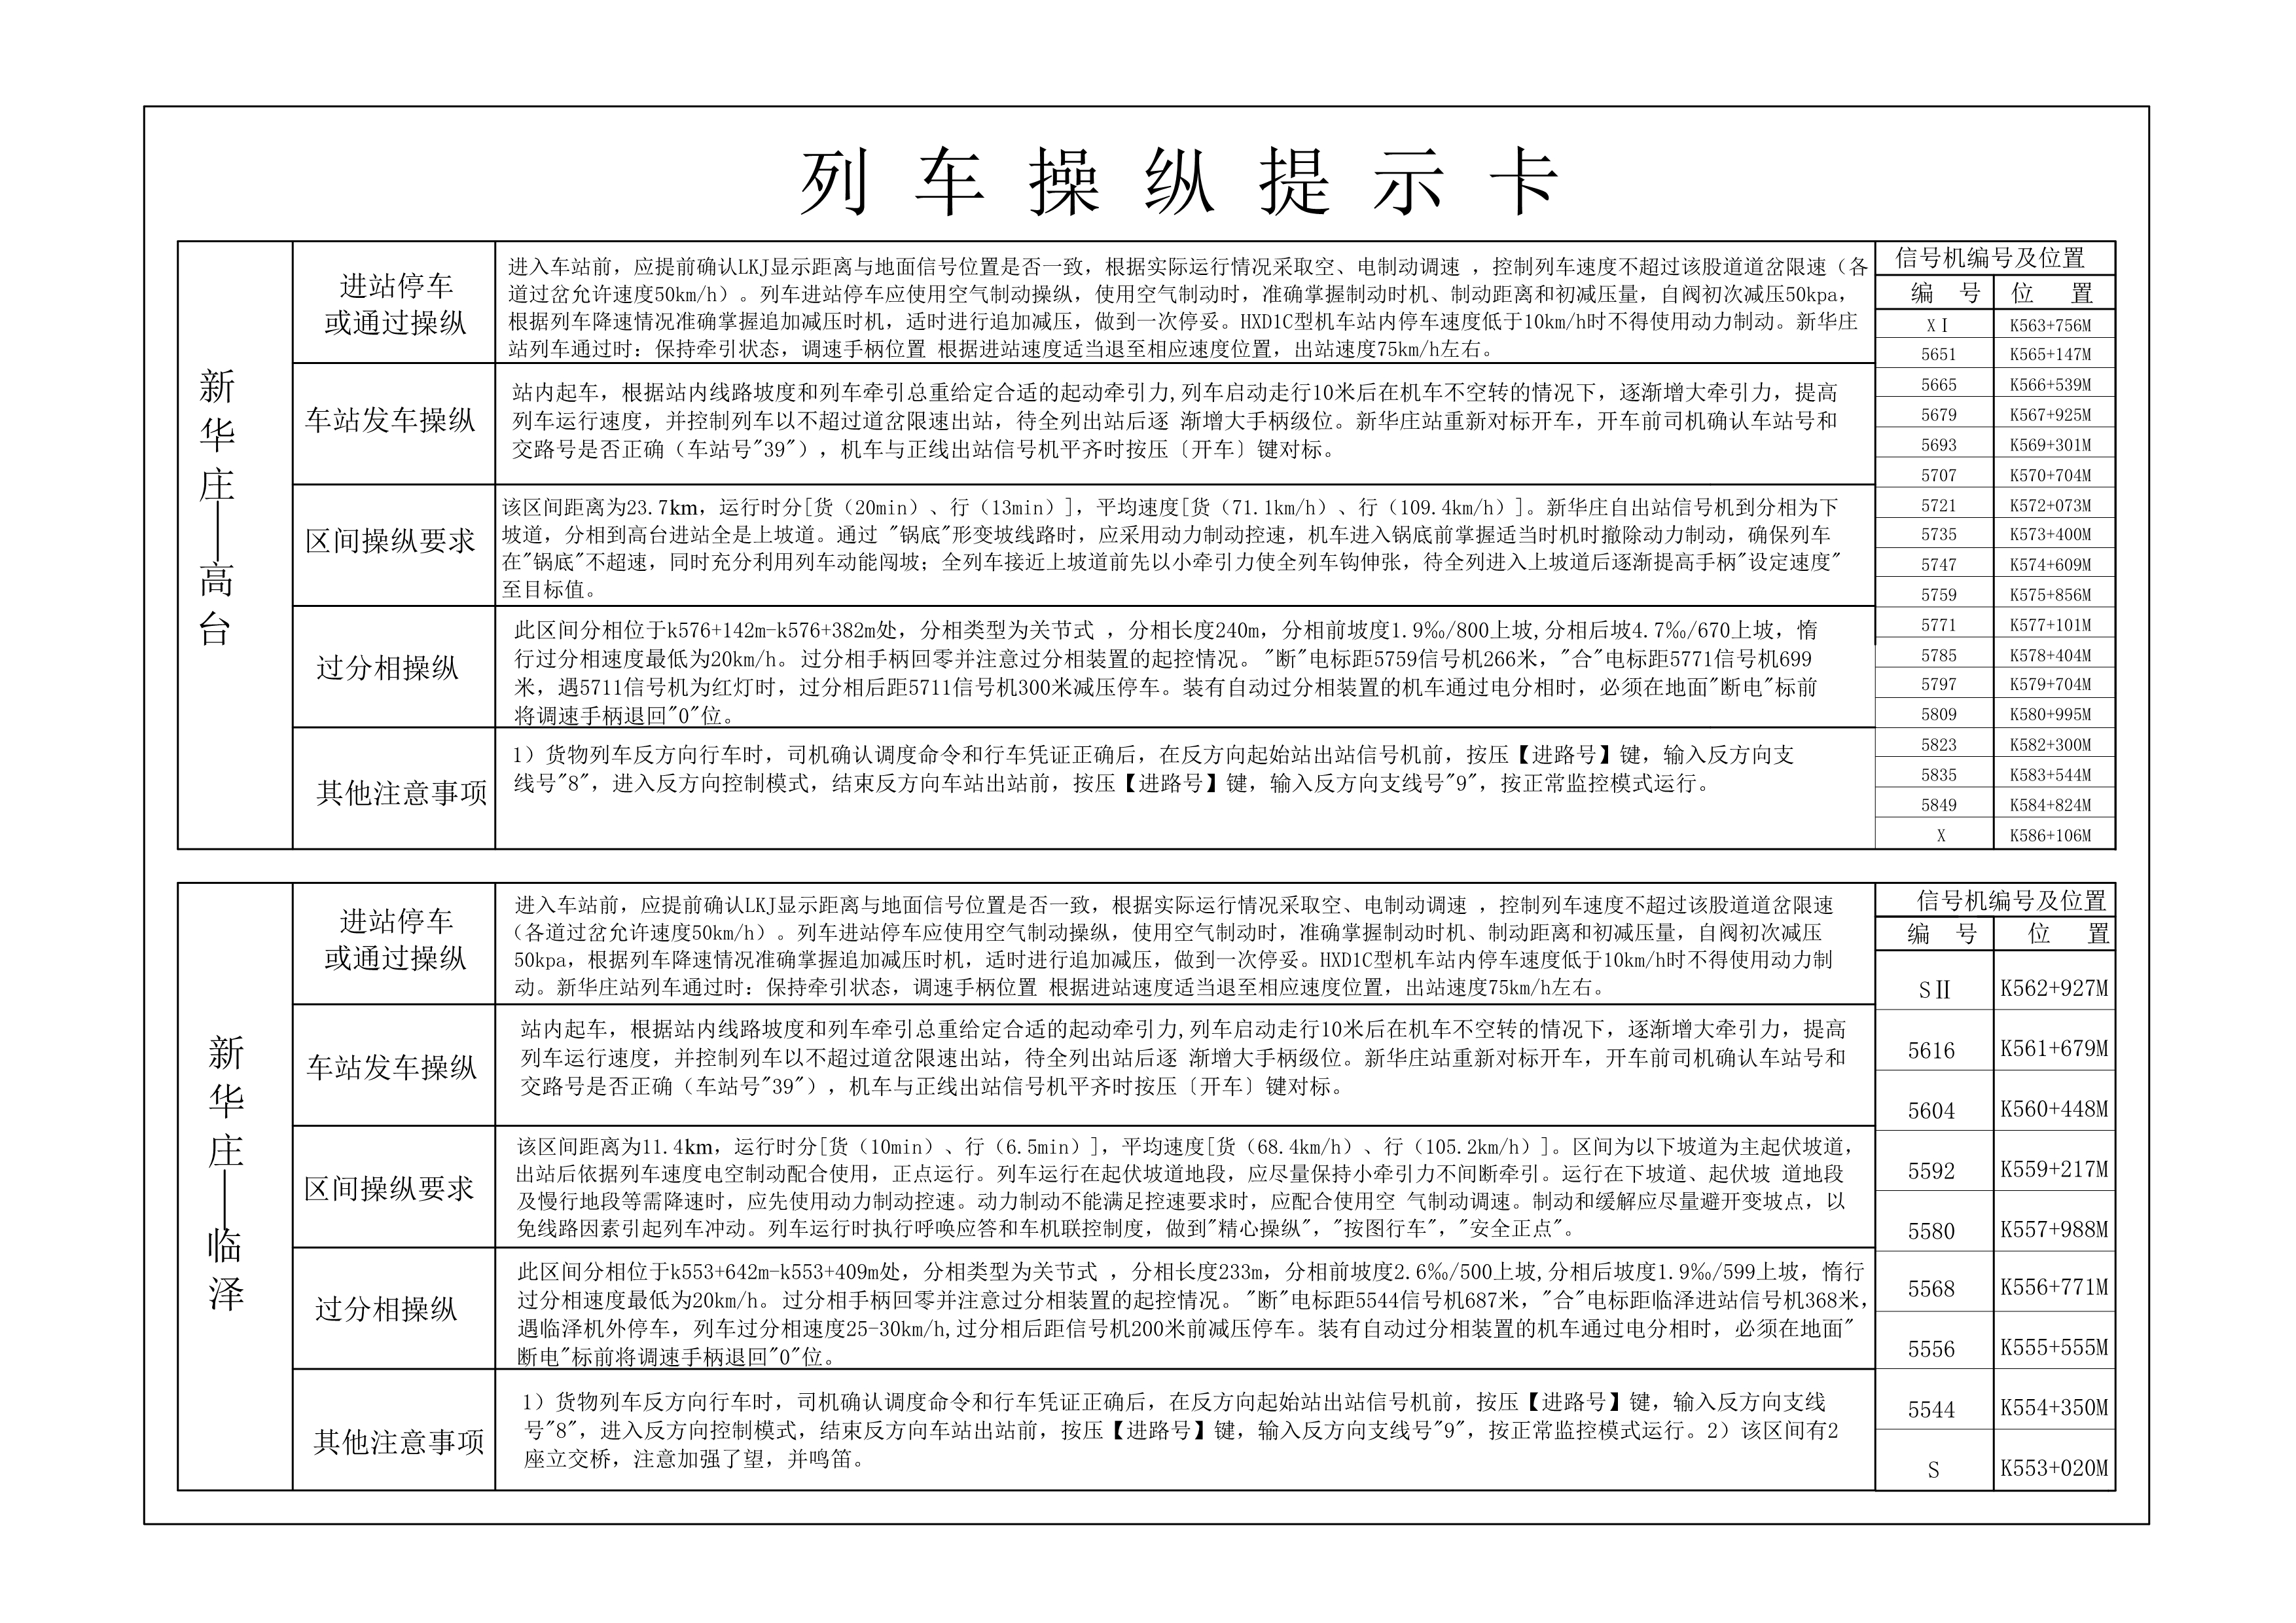 列车操纵提示卡
新华庄——高台
进站停车
或通过操纵
进入车站前，应提前确认LKJ显示距离与地面信号位置是否一致，根据实际运行情况采取空、电制动调速 ，控制列车速度不超过该股道道岔限速（各
道过岔允许速度50km/h）。列车进站停车应使用空气制动操纵，使用空气制动时，准确掌握制动时机、制动距离和初减压量，自阀初次减压50kpa，
根据列车降速情况准确掌握追加减压时机，适时进行追加减压，做到一次停妥。HXD1C型机车站内停车速度低于10km/h时不得使用动力制动。新华庄
站列车通过时：保持牵引状态，调速手柄位置 根据进站速度适当退至相应速度位置，出站速度75km/h左右。
车站发车操纵
站内起车，根据站内线路坡度和列车牵引总重给定合适的起动牵引力,列车启动走行10米后在机车不空转的情况下，逐渐增大牵引力，提高
列车运行速度，并控制列车以不超过道岔限速出站，待全列出站后逐 渐增大手柄级位。新华庄站重新对标开车，开车前司机确认车站号和
交路号是否正确（车站号"39"），机车与正线出站信号机平齐时按压〔开车〕键对标。
区间操纵要求
该区间距离为23.7km，运行时分[货（20min）、行（13min）]，平均速度[货（71.1km/h）、行（109.4km/h）]。新华庄自出站信号机到分相为下
坡道，分相到高台进站全是上坡道。通过 "锅底"形变坡线路时，应采用动力制动控速，机车进入锅底前掌握适当时机时撤除动力制动，确保列车
在"锅底"不超速，同时充分利用列车动能闯坡；全列车接近上坡道前先以小牵引力使全列车钩伸张，待全列进入上坡道后逐渐提高手柄"设定速度"
至目标值。
过分相操纵
此区间分相位于k576+142m-k576+382m处，分相类型为关节式 ，分相长度240m，分相前坡度1.9‰/800上坡,分相后坡4.7‰/670上坡，惰
行过分相速度最低为20km/h。过分相手柄回零并注意过分相装置的起控情况。"断"电标距5759信号机266米，"合"电标距5771信号机699
米，遇5711信号机为红灯时，过分相后距5711信号机300米减压停车。装有自动过分相装置的机车通过电分相时，必须在地面"断电"标前
将调速手柄退回"0"位。
其他注意事项
1）货物列车反方向行车时，司机确认调度命令和行车凭证正确后，在反方向起始站出站信号机前，按压【进路号】键，输入反方向支
线号"8"，进入反方向控制模式，结束反方向车站出站前，按压【进路号】键，输入反方向支线号"9"，按正常监控模式运行。
信号机编号及位置
编 号 位 置
XⅠ K563+756M
5651 K565+147M
5665 K566+539M
5679 K567+925M
5693 K569+301M
5707 K570+704M
5721 K572+073M
5735 K573+400M
5747 K574+609M
5759 K575+856M
5771 K577+101M
5785 K578+404M
5797 K579+704M
5809 K580+995M
5823 K582+300M
5835 K583+544M
5849 K584+824M
X K586+106M
新华庄——临泽
进站停车
或通过操纵
进入车站前，应提前确认LKJ显示距离与地面信号位置是否一致，根据实际运行情况采取空、电制动调速 ，控制列车速度不超过该股道道岔限速
（各道过岔允许速度50km/h）。列车进站停车应使用空气制动操纵，使用空气制动时，准确掌握制动时机、制动距离和初减压量，自阀初次减压
50kpa，根据列车降速情况准确掌握追加减压时机，适时进行追加减压，做到一次停妥。HXD1C型机车站内停车速度低于10km/h时不得使用动力制
动。新华庄站列车通过时：保持牵引状态，调速手柄位置 根据进站速度适当退至相应速度位置，出站速度75km/h左右。
车站发车操纵
站内起车，根据站内线路坡度和列车牵引总重给定合适的起动牵引力,列车启动走行10米后在机车不空转的情况下，逐渐增大牵引力，提高
列车运行速度，并控制列车以不超过道岔限速出站，待全列出站后逐 渐增大手柄级位。新华庄站重新对标开车，开车前司机确认车站号和
交路号是否正确（车站号"39"），机车与正线出站信号机平齐时按压〔开车〕键对标。
区间操纵要求
该区间距离为11.4km，运行时分[货（10min）、行（6.5min）]，平均速度[货（68.4km/h）、行（105.2km/h）]。区间为以下坡道为主起伏坡道，
出站后依据列车速度电空制动配合使用，正点运行。列车运行在起伏坡道地段，应尽量保持小牵引力不间断牵引。运行在下坡道、起伏坡 道地段
及慢行地段等需降速时，应先使用动力制动控速。动力制动不能满足控速要求时，应配合使用空 气制动调速。制动和缓解应尽量避开变坡点，以
免线路因素引起列车冲动。列车运行时执行呼唤应答和车机联控制度，做到"精心操纵"，"按图行车"，"安全正点"。
过分相操纵
此区间分相位于k553+642m-k553+409m处，分相类型为关节式 ，分相长度233m，分相前坡度2.6‰/500上坡,分相后坡度1.9‰/599上坡，惰行
过分相速度最低为20km/h。过分相手柄回零并注意过分相装置的起控情况。"断"电标距5544信号机687米，"合"电标距临泽进站信号机368米，
遇临泽机外停车，列车过分相速度25-30km/h,过分相后距信号机200米前减压停车。装有自动过分相装置的机车通过电分相时，必须在地面"
断电"标前将调速手柄退回"0"位。
其他注意事项
1）货物列车反方向行车时，司机确认调度命令和行车凭证正确后，在反方向起始站出站信号机前，按压【进路号】键，输入反方向支线
号"8"，进入反方向控制模式，结束反方向车站出站前，按压【进路号】键，输入反方向支线号"9"，按正常监控模式运行。2）该区间有2
座立交桥，注意加强了望，并鸣笛。
信号机编号及位置
编 号 位 置
SⅡ K562+927M
5616 K561+679M
5604 K560+448M
5592 K559+217M
5580 K557+988M
5568 K556+771M
5556 K555+555M
5544 K554+350M
S K553+020M